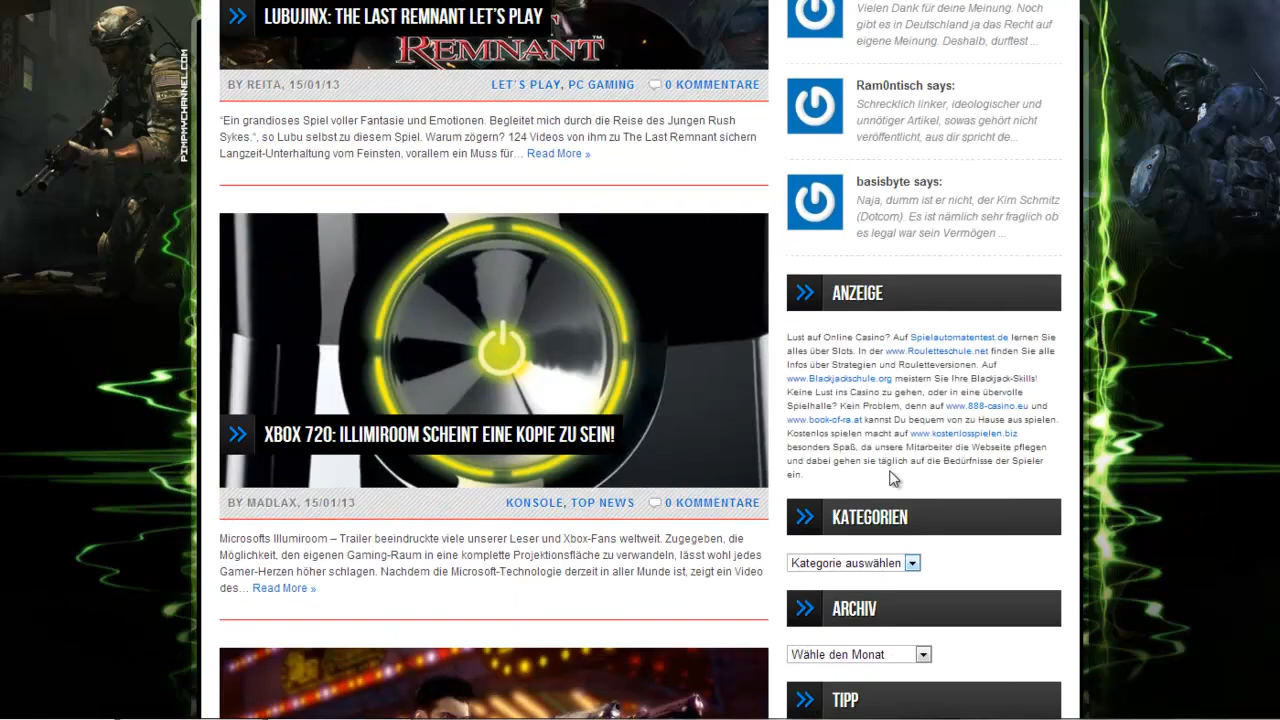 PIMPMYCHANNEL.COM
LUBUJINX: THE LAST REMNANT LET'S PLAY
REMNANT™
BY REITA, 15/01/13
LET´S PLAY, PC GAMING
0 KOMMENTARE
“Ein grandioses Spiel voller Fantasie und Emotionen. Begleitet mich durch die Reise des Jungen Rush
Sykes.“, so Lubu selbst zu diesem Spiel. Warum zögern? 124 Videos von ihm zu The Last Remnant sichern
Langzeit-Unterhaltung vom Feinsten, vorallem ein Muss für… Read More »
XBOX 720: ILLIMIROOM SCHEINT EINE KOPIE ZU SEIN!
BY MADLAX, 15/01/13
KONSOLE, TOP NEWS
0 KOMMENTARE
Microsofts Illumiroom – Trailer beeindruckte viele unserer Leser und Xbox-Fans weltweit. Zugegeben, die
Möglichkeit, den eigenen Gaming-Raum in eine komplette Projektionsfläche zu verwandeln, lässt wohl jedes
Gamer-Herzen höher schlagen. Nachdem die Microsoft-Technologie derzeit in aller Munde ist, zeigt ein Video
des… Read More »
Vielen Dank für deine Meinung. Noch
gibt es in Deutschland ja das Recht auf
eigene Meinung. Deshalb, durftest ...
Ram0ntisch says:
Schrecklich linker, ideologischer und
unnötiger Artikel, sowas gehört nicht
veröffentlicht, aus dir spricht de...
basisbyte says:
Naja, dumm ist er nicht, der Kim Schmitz
(Dotcom). Es ist nämlich sehr fraglich ob
es legal war sein Vermögen ...
ANZEIGE
Lust auf Online Casino? Auf Spielautomatentest.de lernen Sie
alles über Slots. In der www.Rouletteschule.net finden Sie alle
Infos über Strategien und Rouletteversionen. Auf
www.Blackjackschule.org meistern Sie Ihre Blackjack-Skills!
Keine Lust ins Casino zu gehen, oder in eine übervolle
Spielhalle? Kein Problem, denn auf www.888-casino.eu und
www.book-of-ra.at kannst Du bequem von zu Hause aus spielen.
Kostenlos spielen macht auf www.kostenlosspielen.biz
besonders Spaß, da unsere Mitarbeiter die Webseite pflegen
und dabei gehen sie täglich auf die Bedürfnisse der Spieler
ein.
KATEGORIEN
Kategorie auswählen
ARCHIV
Wähle den Monat
TIPP